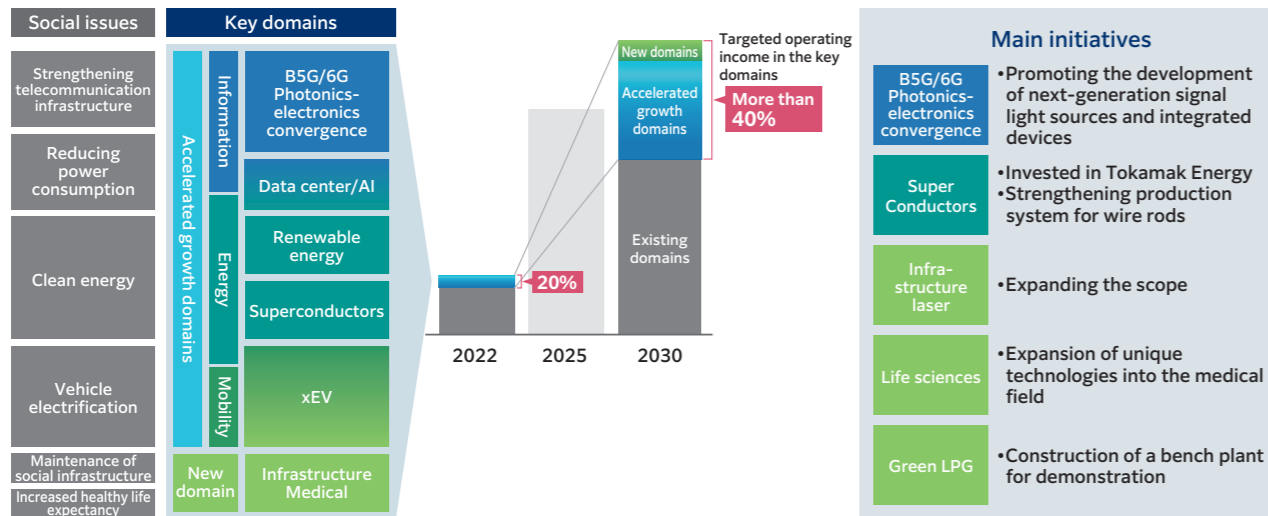 Social issues
Strengthening
telecommunication
infrastructure
Reducing
power
consumption
Clean energy
Vehicle
electrification
Maintenance of
social infrastructure
Increased healthy life
expectancy
Key domains
Accelerated growth domains
Information
Energy
Mobility
B5G/6G
Photonics-
electronics
convergence
Data center/AI
Renewable
energy
Superconductors
xEV
New
domain
Infrastructure
Medical
20%
New domains
Accelerated
growth
domains
Existing
domains
Targeted operating
income in the key
domains
More than
40%
2022
2025
2030
Main initiatives
B5G/6G
Photonics-
electronics
convergence
•Promoting the development
of next-generation signal
light sources and integrated
devices
Super
Conductors
•Invested in Tokamak Energy
•Strengthening production
system for wire rods
Infra-
structure
laser
•Expanding the scope
Life sciences
•Expansion of unique
technologies into the medical
field
Green LPG
•Construction of a bench plant
for demonstration